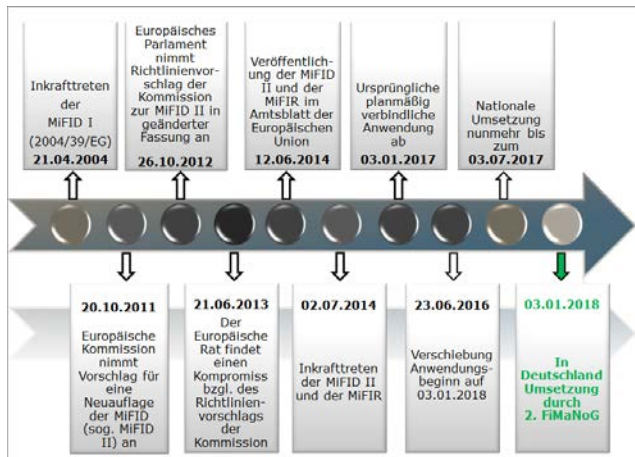 Inkrafttreten
der
MiFID I
(2004/39/EG)
21.04.2004
Europäisches
Parlament
nimmt
Richtlinienvor-
schlag der
Kommission
zur MiFID II in
geänderter
Fassung an
26.10.2012
Veröffentlich-
ung der MiFID
II und der
MiFIR im
Amtsblatt der
Europäischen
Union
12.06.2014
Ursprüngliche
planmäßig
verbindliche
Anwendung
ab
03.01.2017
Nationale
Umsetzung
nunmehr bis
zum
03.07.2017
20.10.2011
Europäische
Kommission
nimmt
Vorschlag für
eine
Neuauflage
der MiFID
(sog. MiFID
II) an
21.06.2013
Der
Europäische
Rat findet
einen
Kompromiss
bzgl. des
Richtlinien-
vorschlags
der
Kommission
02.07.2014
Inkrafttreten
der MiFID II
und der MiFIR
23.06.2016
Verschiebung
Anwendungs-
beginn auf
03.01.2018
03.01.2018
In
Deutschland
Umsetzung
durch
2. FiMaNoG